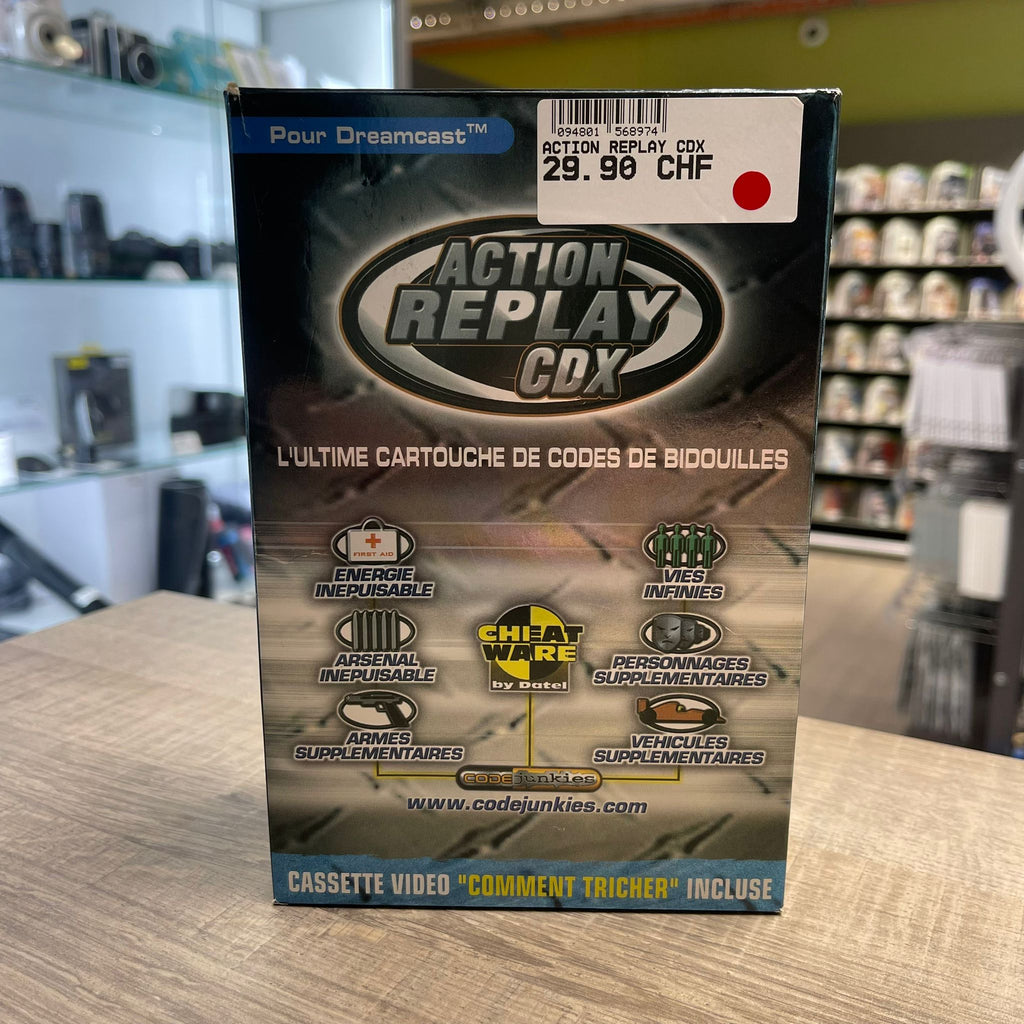 Pour Dreamcast™
094801 568974
ACTION REPLAY CDX
29.90 CHF
ACTION
REPLAY
CDX
L'ULTIME CARTOUCHE DE CODES DE BIDOUILLES
FIRST AID
ENERGIE
INEPUISABLE
VIES
INFINIES
ARSENAL
INEPUISABLE
CHEAT
WARE
by Datel
PERSONNAGES
SUPPLEMENTAIRES
ARMES
SUPPLEMENTAIRES
VEHICULES
SUPPLEMENTAIRES
CODEjunkies
www.codejunkies.com
CASSETTE VIDEO "COMMENT TRICHER" INCLUSE